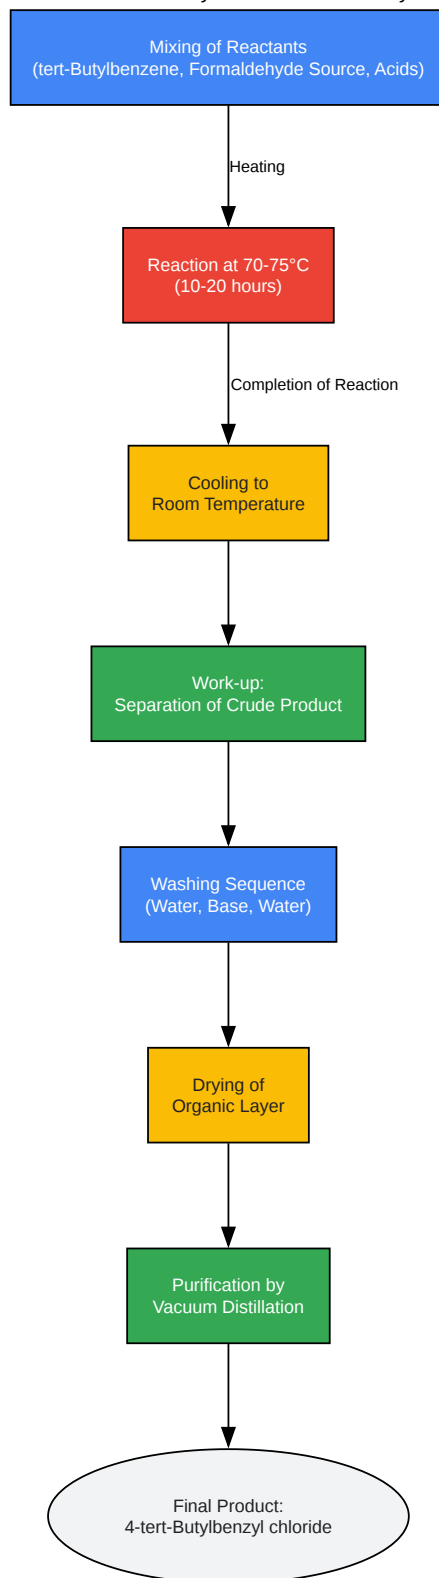 Mixing of Reactants
(tert-Butylbenzene, Formaldehyde Source, Acids)
Heating
Reaction at 70-75°C
(10-20 hours)
Completion of Reaction
Cooling to
Room Temperature
Work-up:
Separation of Crude Product
Washing Sequence
(Water, Base, Water)
Drying of
Organic Layer
Purification by
Vacuum Distillation
Final Product:
4-tert-Butylbenzyl chloride